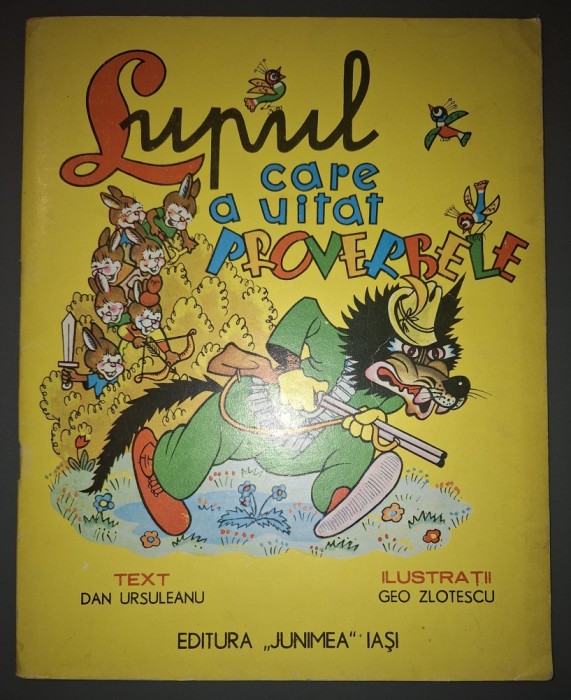 Lupul
care
a uitat
PROVERBELE
TEXT
DAN URSULEANU
ILUSTRAȚII
GEO ZLOTESCU
EDITURA „JUNIMEA” IAȘI